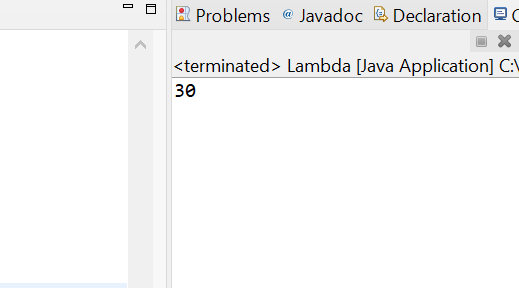 Problems @ Javadoc Declaration
<terminated> Lambda [Java Application] C:\
30